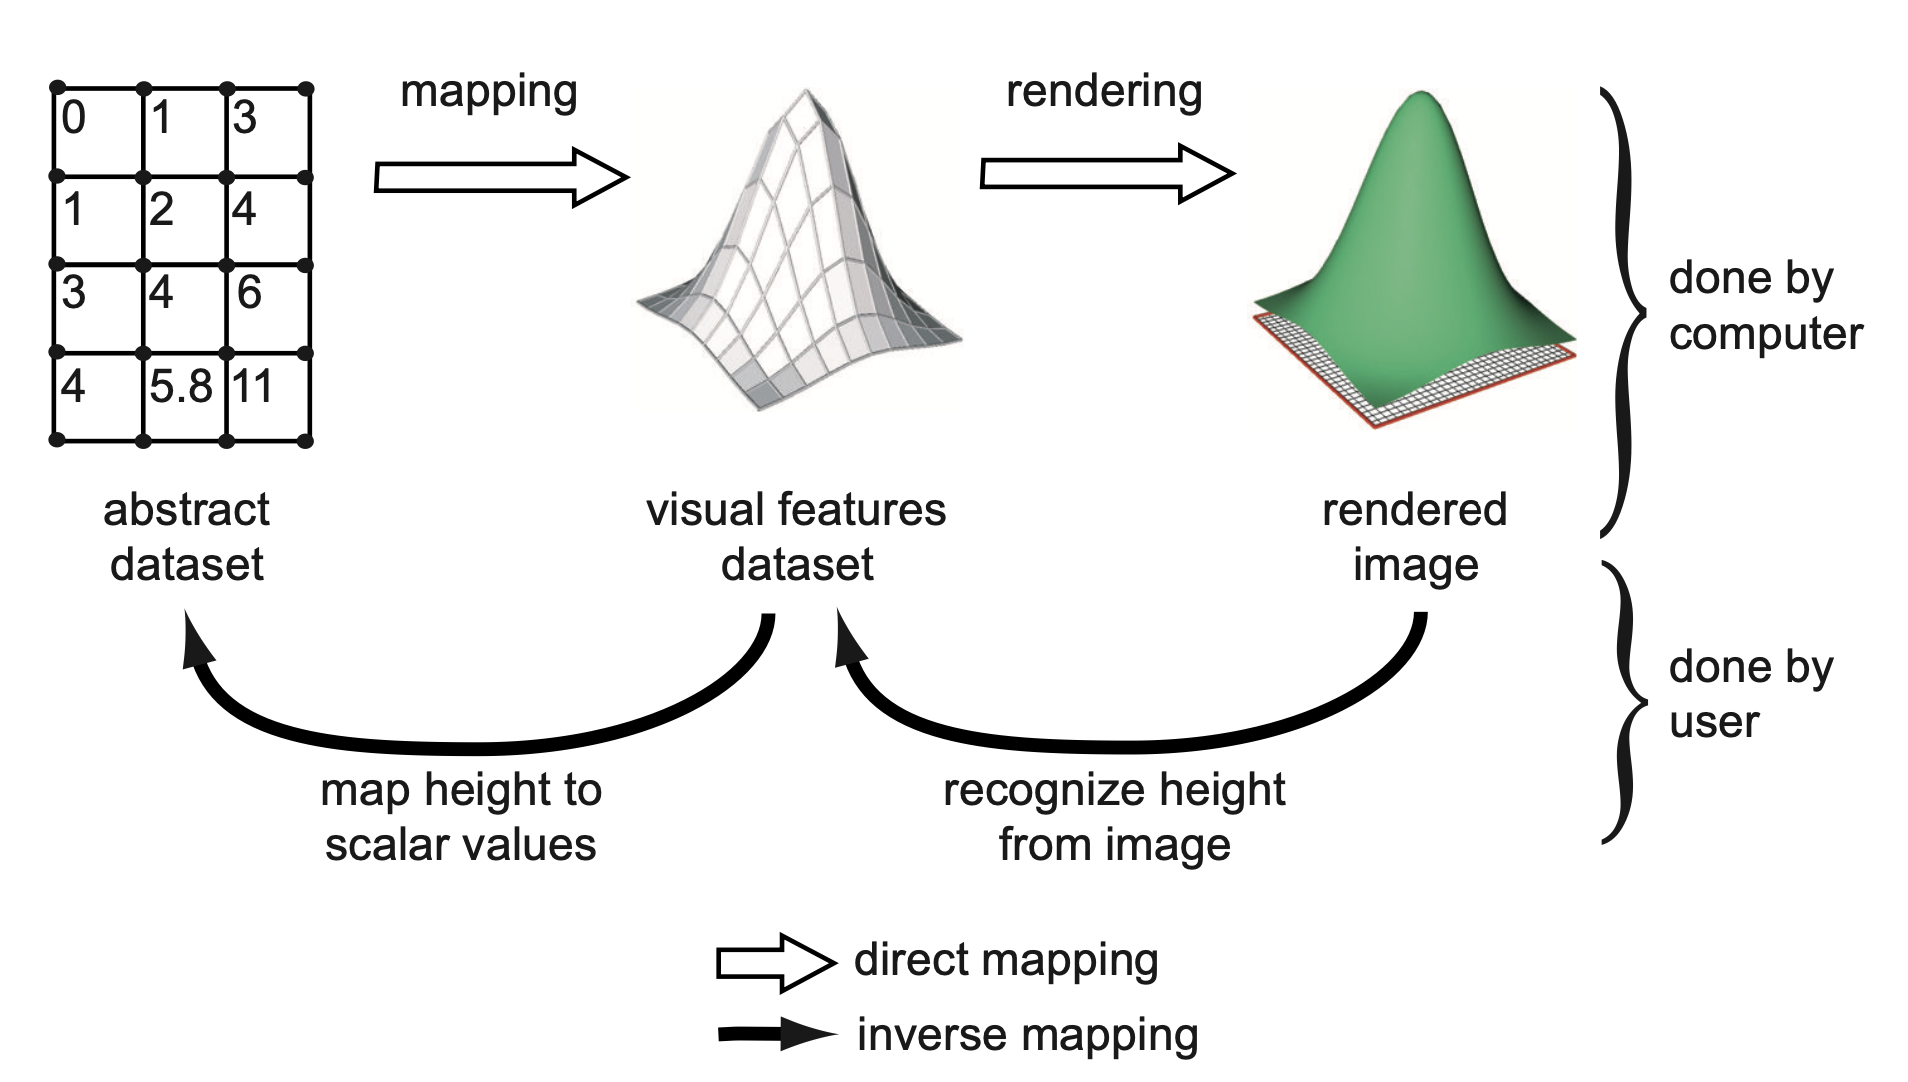 mapping
rendering
0 1 3
1 2 4
3 4 6
4 5.8 11
done by
computer
abstract
dataset
visual features
dataset
rendered
image
done by
user
map height to
scalar values
recognize height
from image
direct mapping
inverse mapping